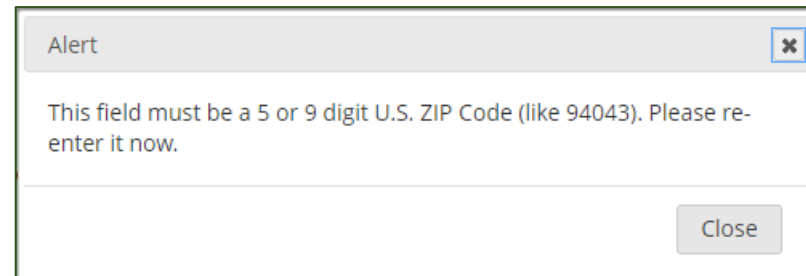 Alert
This field must be a 5 or 9 digit U.S. ZIP Code (like 94043). Please re-
enter it now.
Close